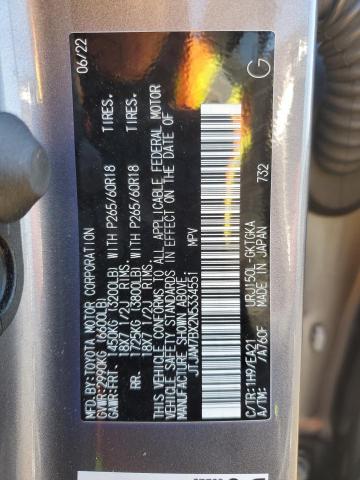 MFD.BY:TOYOTA MOTOR CORPORATION 06/22
GVWR:2990KG(6600LB)
GAWR:FRT. 1450KG(3200LB) WITH P265/60R18 TIRES,
18X7 1/2J RIMS,
RR. 1725KG(3800LB) WITH P265/60R18 TIRES,
18X7 1/2J RIMS,
THIS VEHICLE CONFORMS TO ALL APPLICABLE FEDERAL MOTOR
VEHICLE SAFETY STANDARDS IN EFFECT ON THE DATE OF
MANUFACTURE SHOWN ABOVE.
MPV
C/TR:1H9/EA21 URJ150L-GKTGKA
A/TM: 7A760F MADE IN JAPAN
732
G